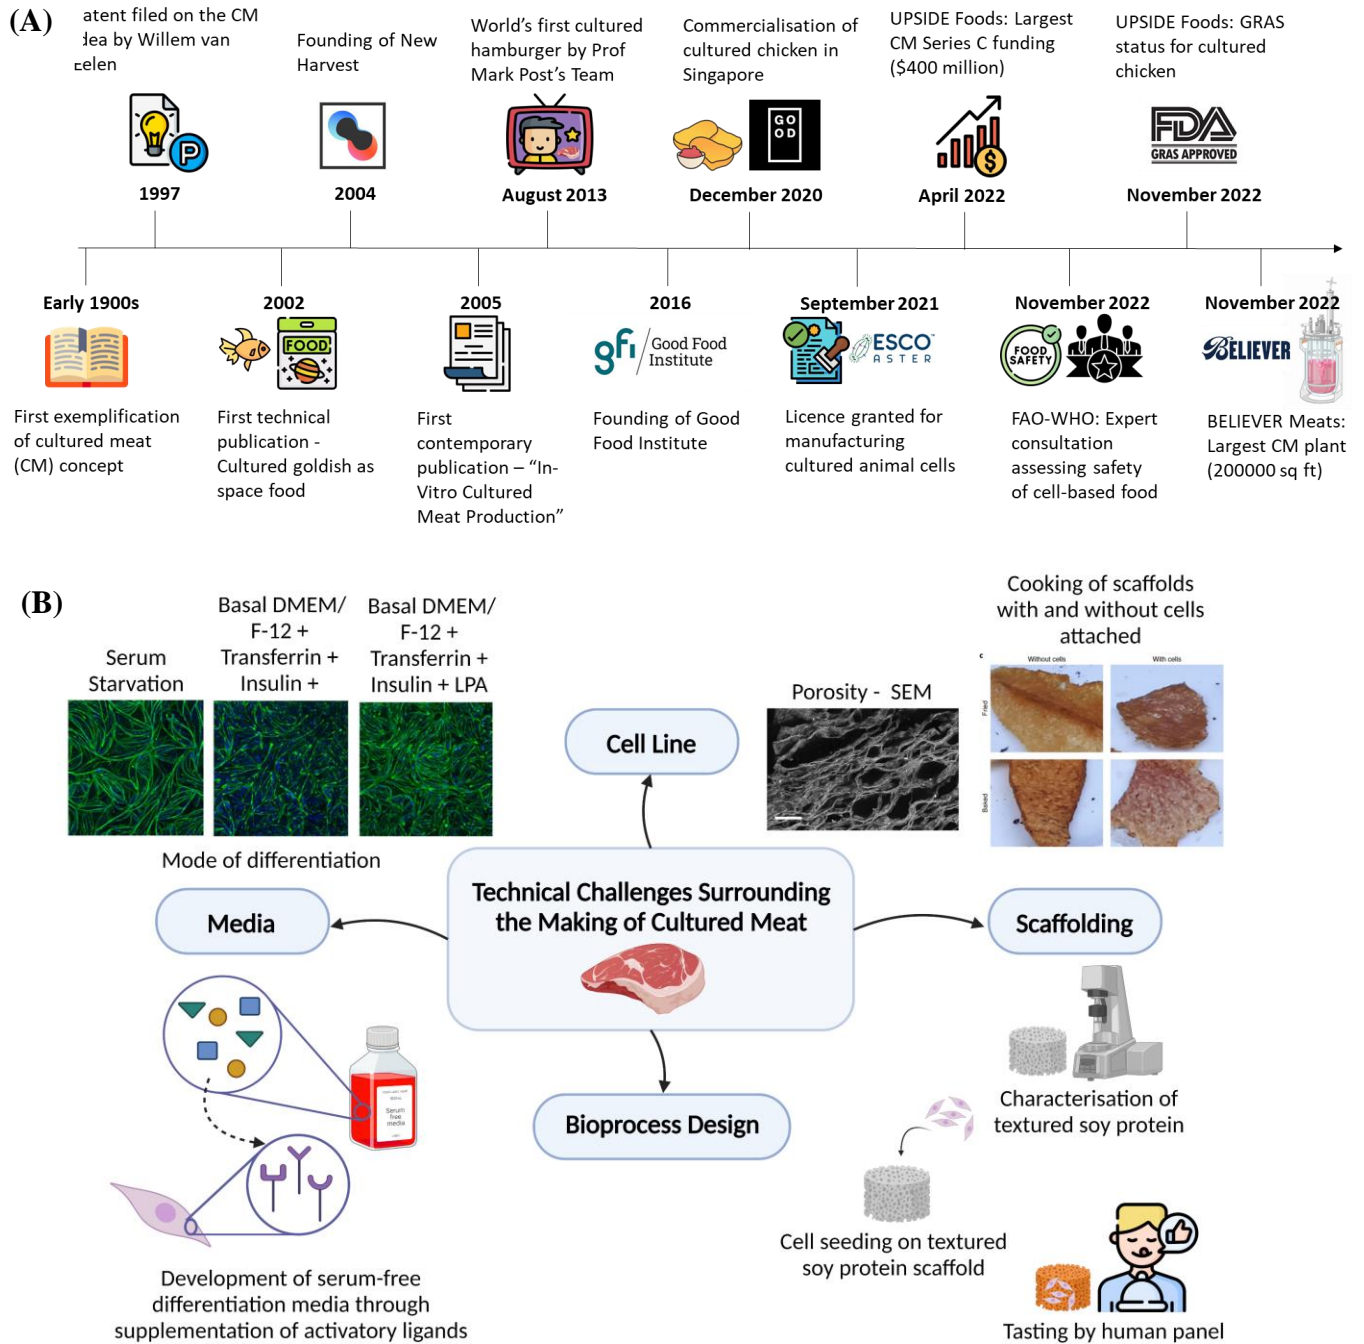 (A)
atent filed on the CM
dea by Willem van
elen
Founding of New
Harvest
World's first cultured
hamburger by Prof
Mark Post's Team
Commercialisation of
cultured chicken in
Singapore
UPSIDE Foods: Largest
CM Series C funding
($400 million)
UPSIDE Foods: GRAS
status for cultured
chicken
P
GO
OD
$
FDA
GRAS APPROVED
1997
2004
August 2013
December 2020
April 2022
November 2022
Early 1900s
2002
2005
2016
September 2021
November 2022
November 2022
FOOD
gfi
Good Food
Institute
ESCO™
ASTER
FOOD
SAFETY
BELIEVER
First exemplification
of cultured meat
(CM) concept
First technical
publication -
Cultured goldish as
space food
First
contemporary
publication – “In-
Vitro Cultured
Meat Production”
Founding of Good
Food Institute
Licence granted for
manufacturing
cultured animal cells
FAO-WHO: Expert
consultation
assessing safety
of cell-based food
BELIEVER Meats:
Largest CM plant
(200000 sq ft)
(B)
Serum
Starvation
Basal DMEM/
F-12 +
Transferrin +
Insulin +
Basal DMEM/
F-12 +
Transferrin +
Insulin + LPA
Mode of differentiation
Cell Line
Porosity - SEM
Cooking of scaffolds
with and without cells
attached
c
Without cells
With cells
Fried
Baked
Technical Challenges Surrounding
the Making of Cultured Meat
Media
Scaffolding
Bioprocess Design
Serum
free
media
Development of serum-free
differentiation media through
supplementation of activatory ligands
Characterisation of
textured soy protein
Cell seeding on textured
soy protein scaffold
Tasting by human panel